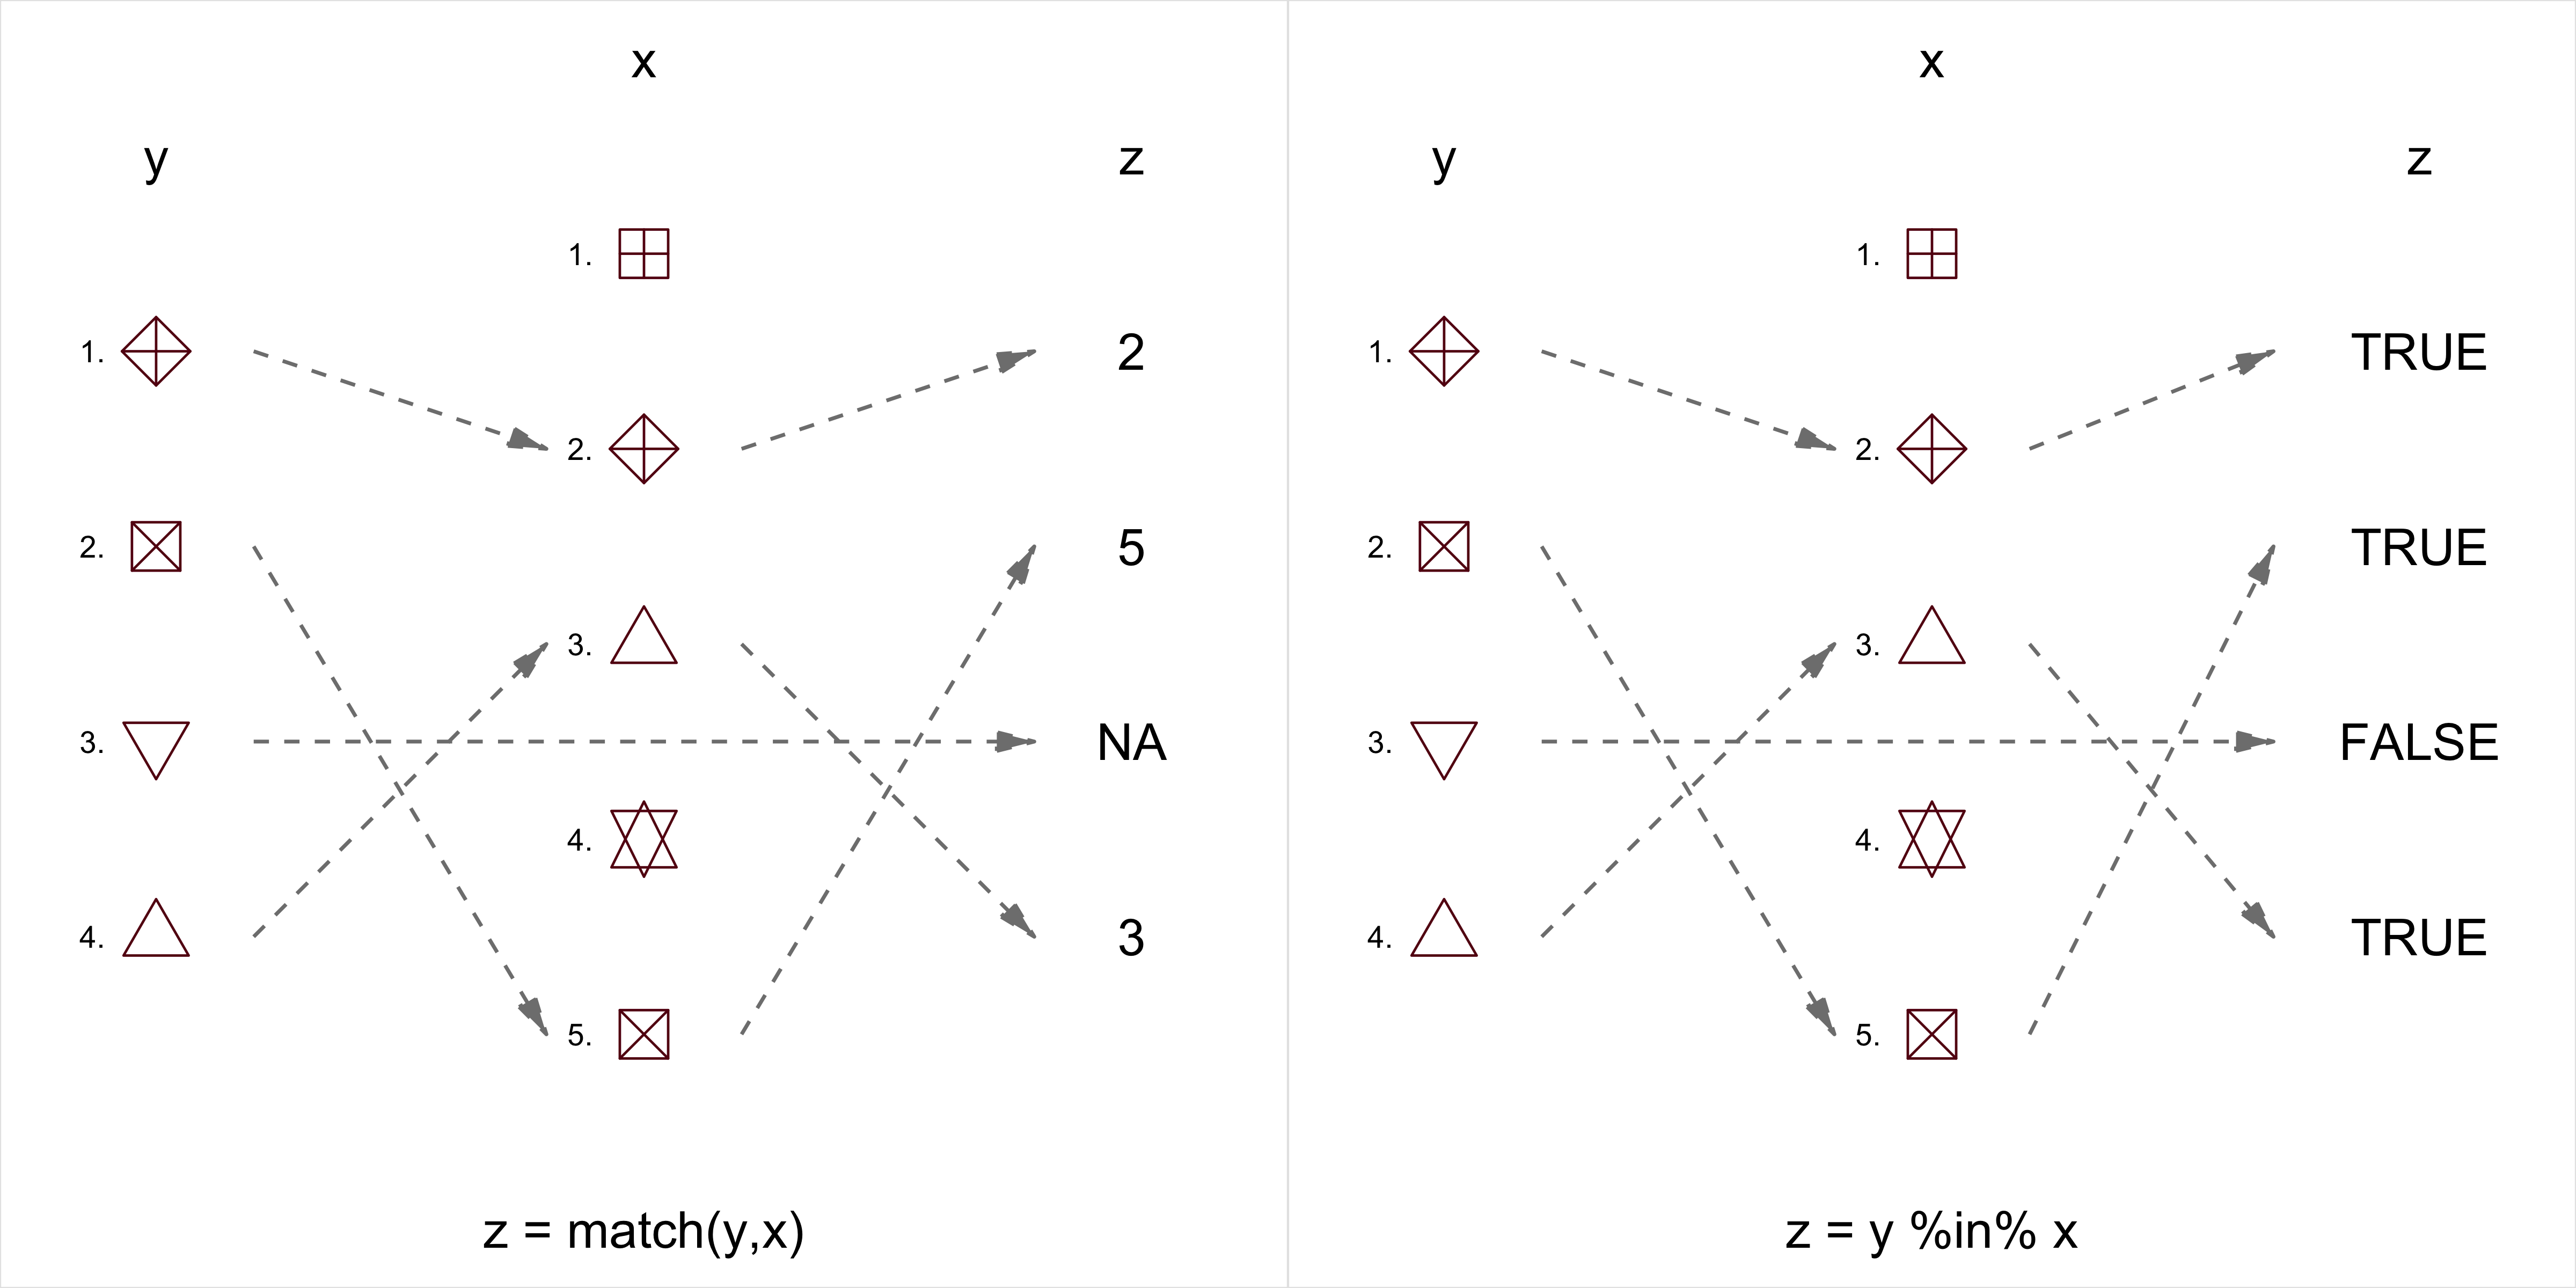 x
y
z
1.
1.
2
2.
2.
5
3.
3.
NA
4.
4.
3
5.
z = match(y,x)
x
y
z
1.
1.
TRUE
2.
2.
TRUE
3.
3.
FALSE
4.
4.
TRUE
5.
z = y %in% x